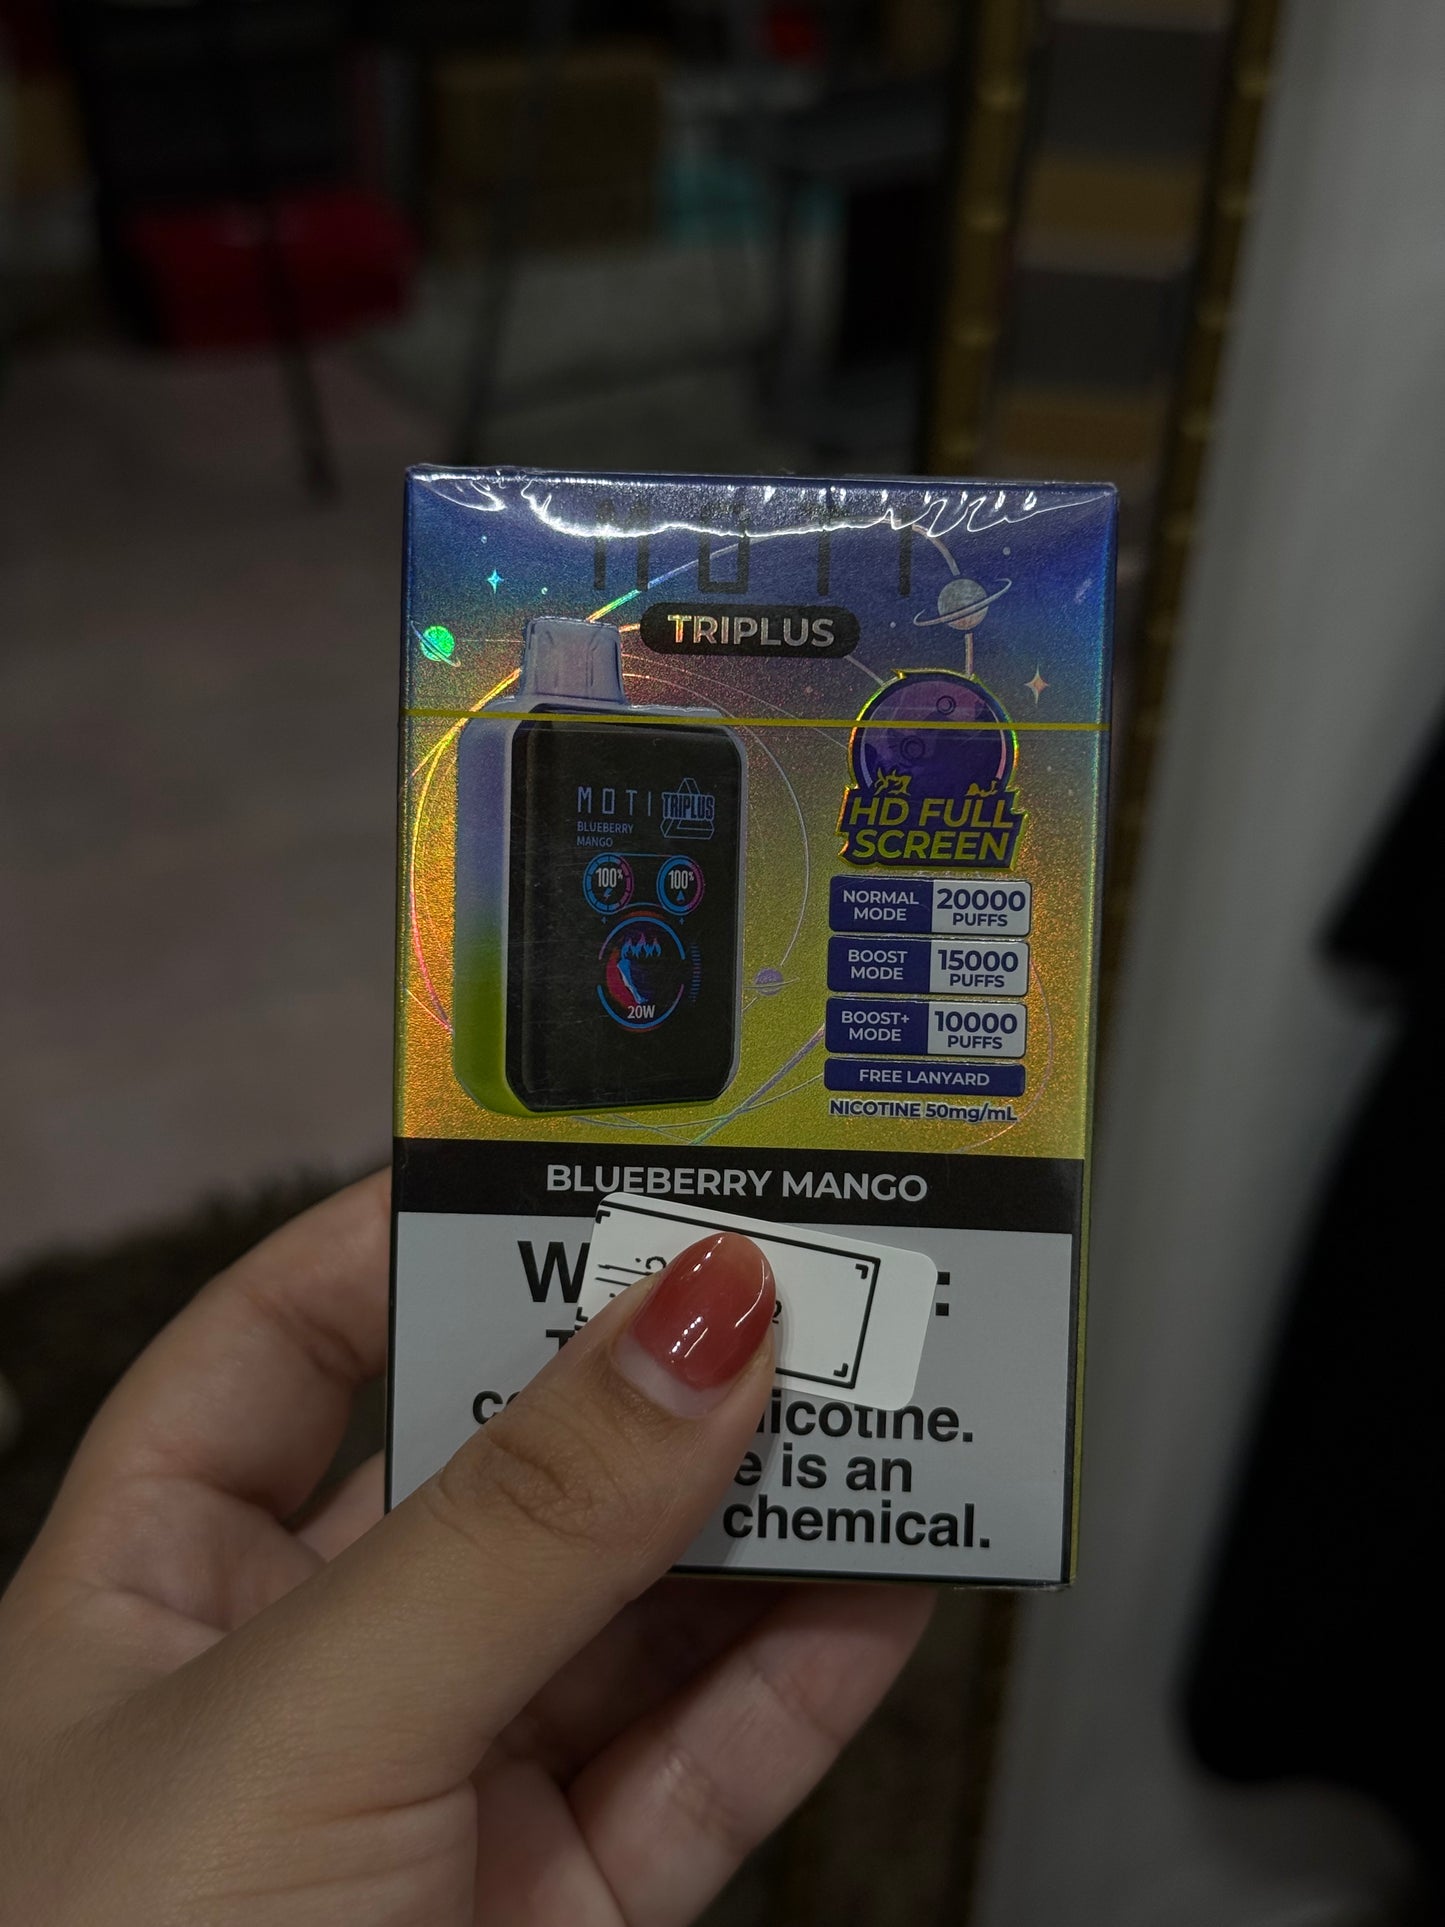 MOTI
TRIPLUS
MOTI TRIPLUS
BLUEBERRY
MANGO
100%
100%
20W
HD FULL
SCREEN
NORMAL MODE 20000 PUFFS
BOOST MODE 15000 PUFFS
BOOST+ MODE 10000 PUFFS
FREE LANYARD
NICOTINE 50mg/mL
BLUEBERRY MANGO
nicotine.
is an
chemical.